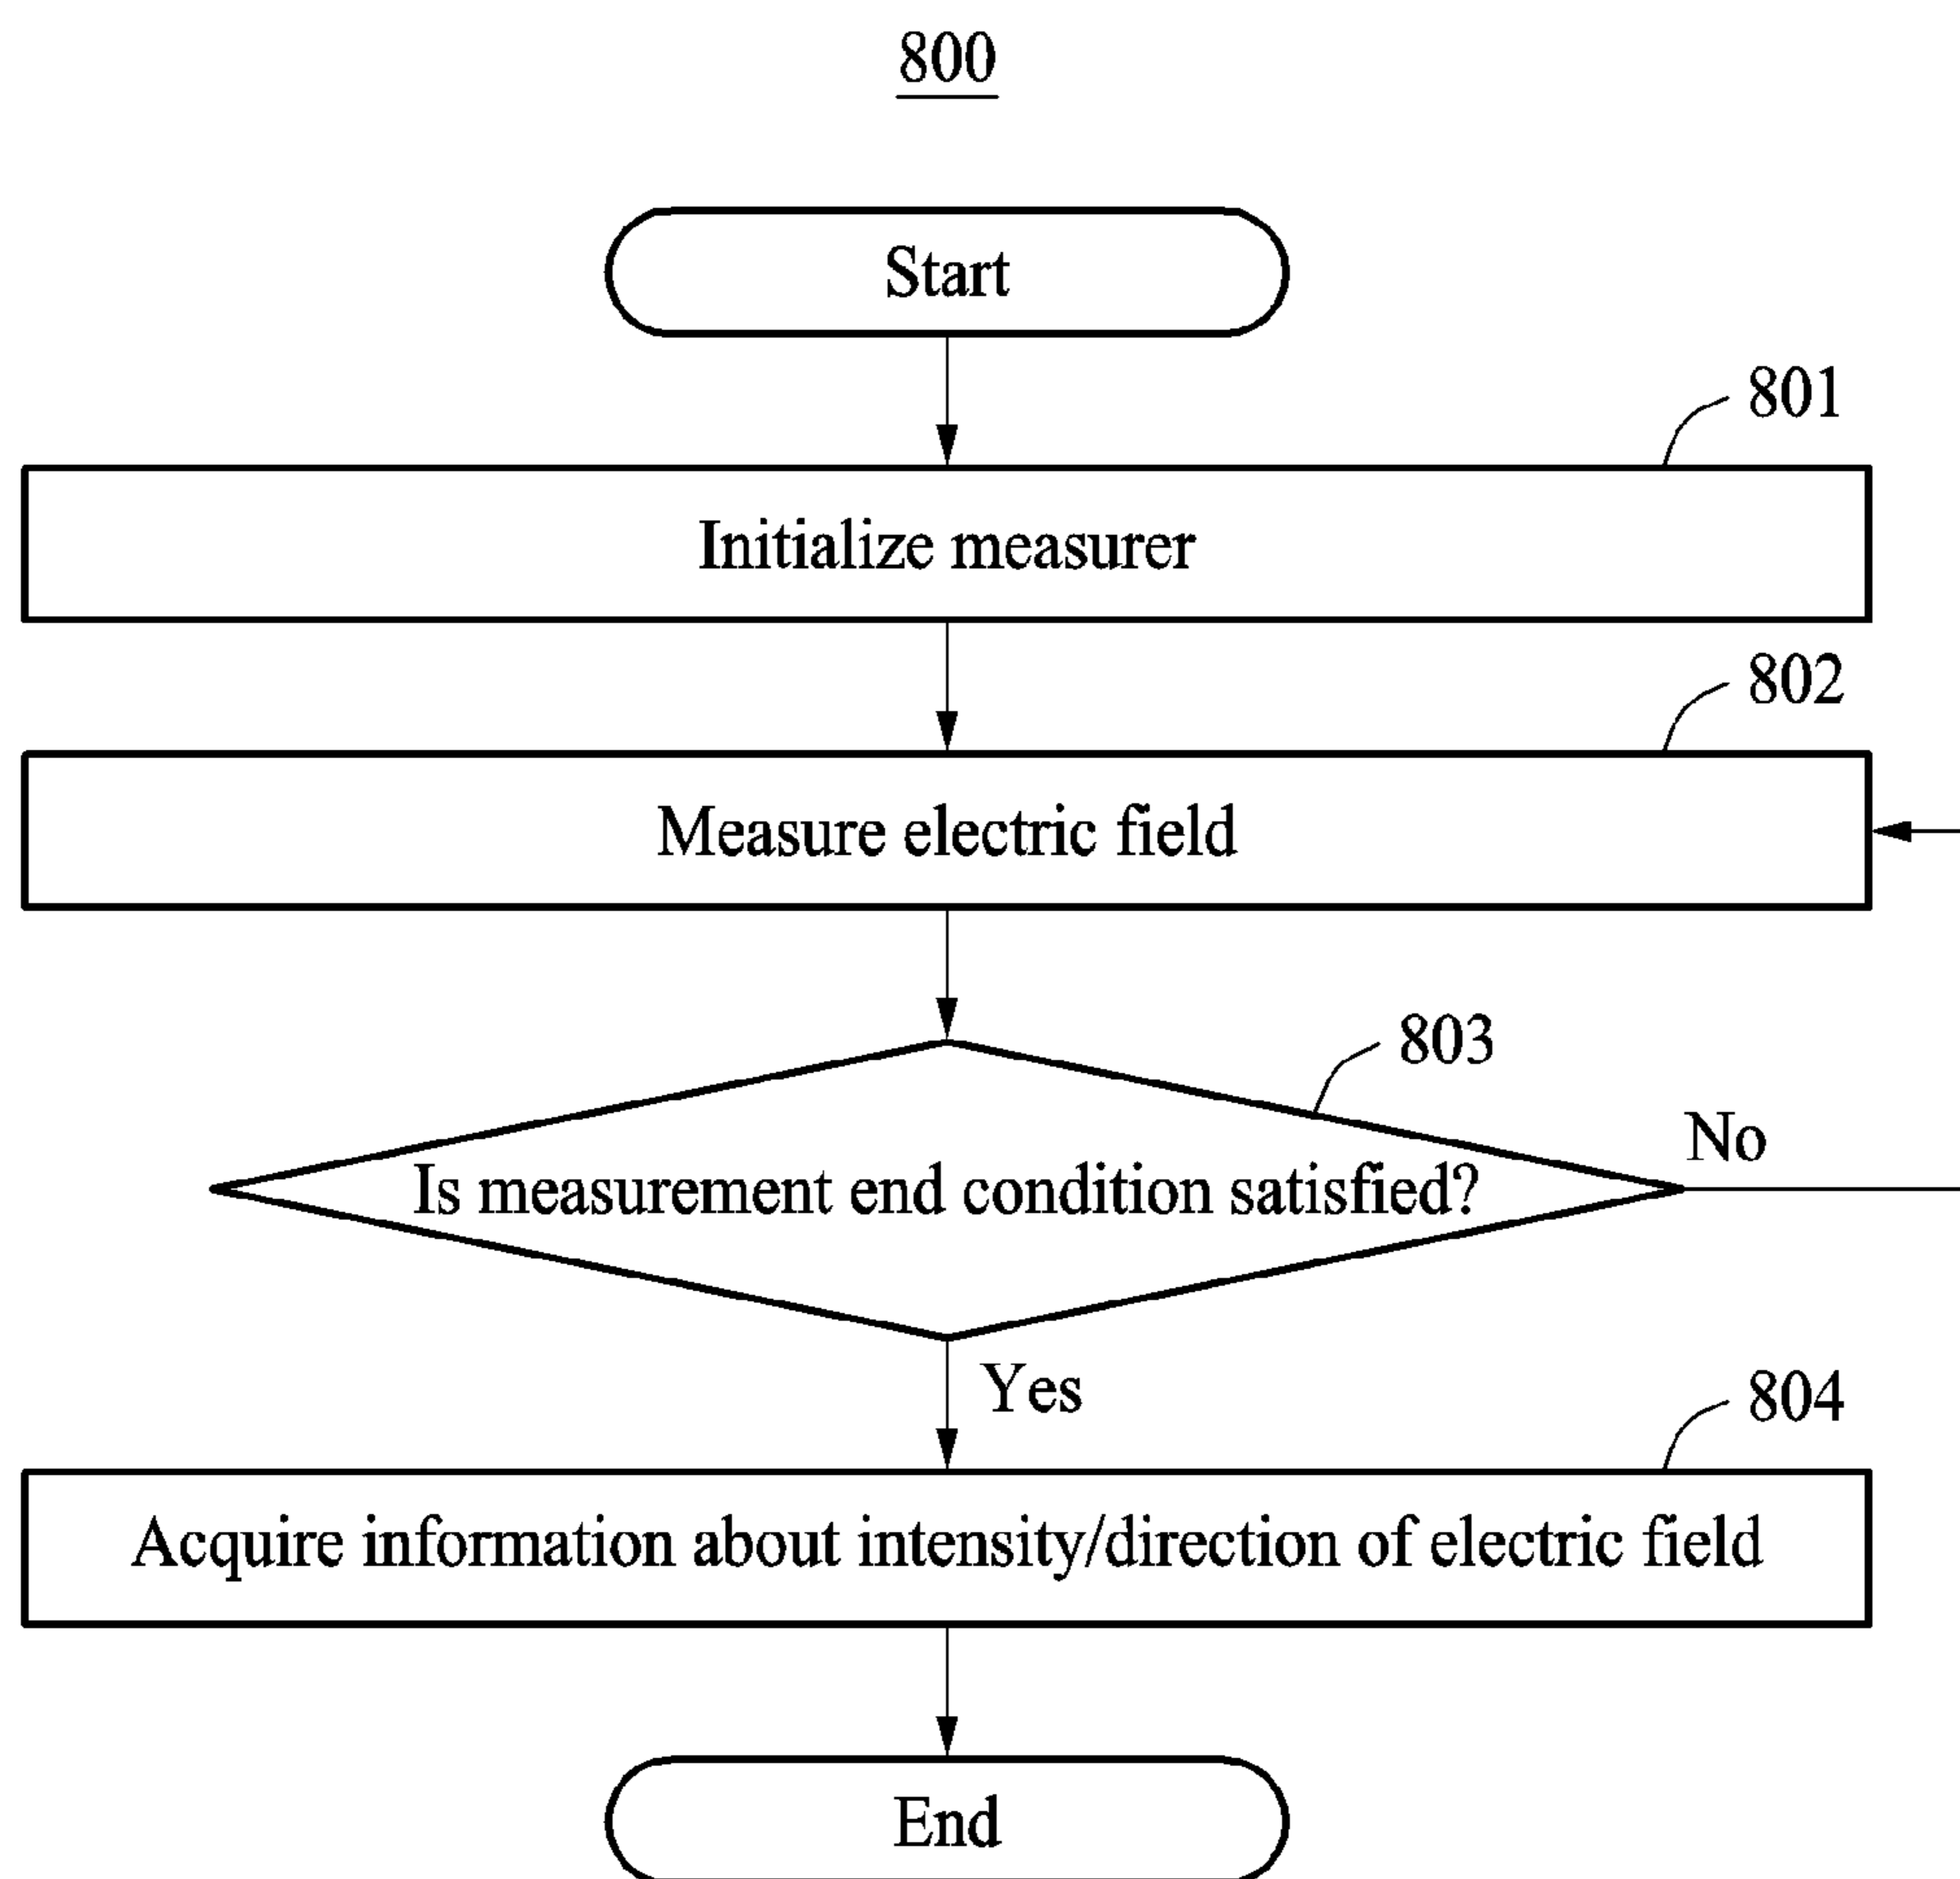 800
Start
801
Initialize measurer
802
Measure electric field
803
Is measurement end condition satisfied?
No
Yes
804
Acquire information about intensity/direction of electric field
End